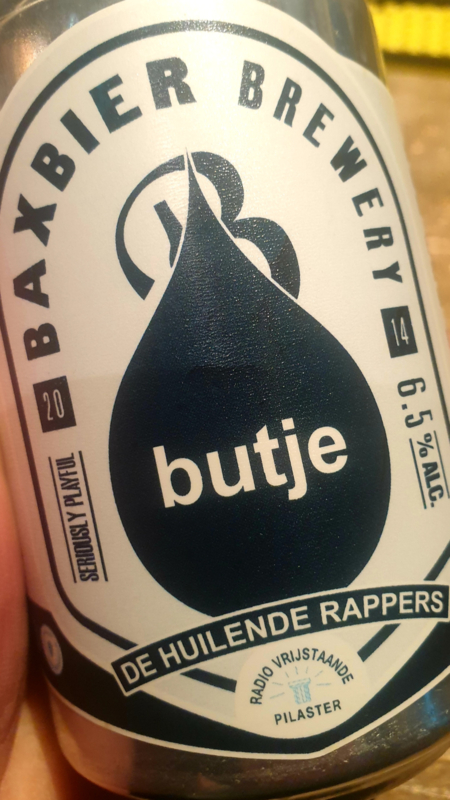 BAXBIER BREWERY
B
20
14
6.5% ALC.
SERIOUSLY PLAYFUL
butje
DE HUILENDE RAPPERS
RADIO VRIJSTAANDE
PILASTER